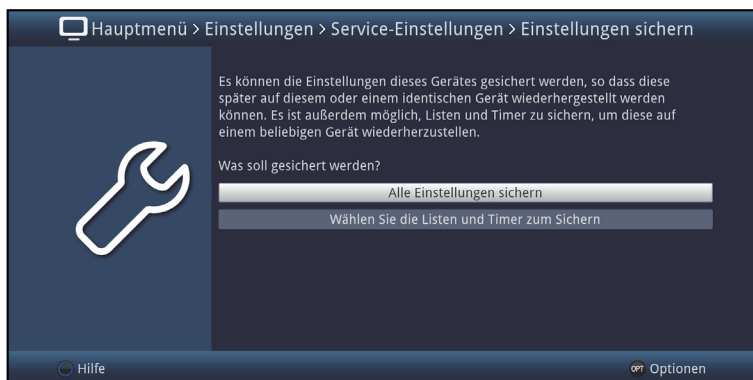 Hauptmenü > Einstellungen > Service-Einstellungen > Einstellungen sichern
Es können die Einstellungen dieses Gerätes gesichert werden, so dass diese
später auf diesem oder einem identischen Gerät wiederhergestellt werden
können. Es ist außerdem möglich, Listen und Timer zu sichern, um diese auf
einem beliebigen Gerät wiederherzustellen.
Was soll gesichert werden?
Alle Einstellungen sichern
Wählen Sie die Listen und Timer zum Sichern
Hilfe
OPT Optionen